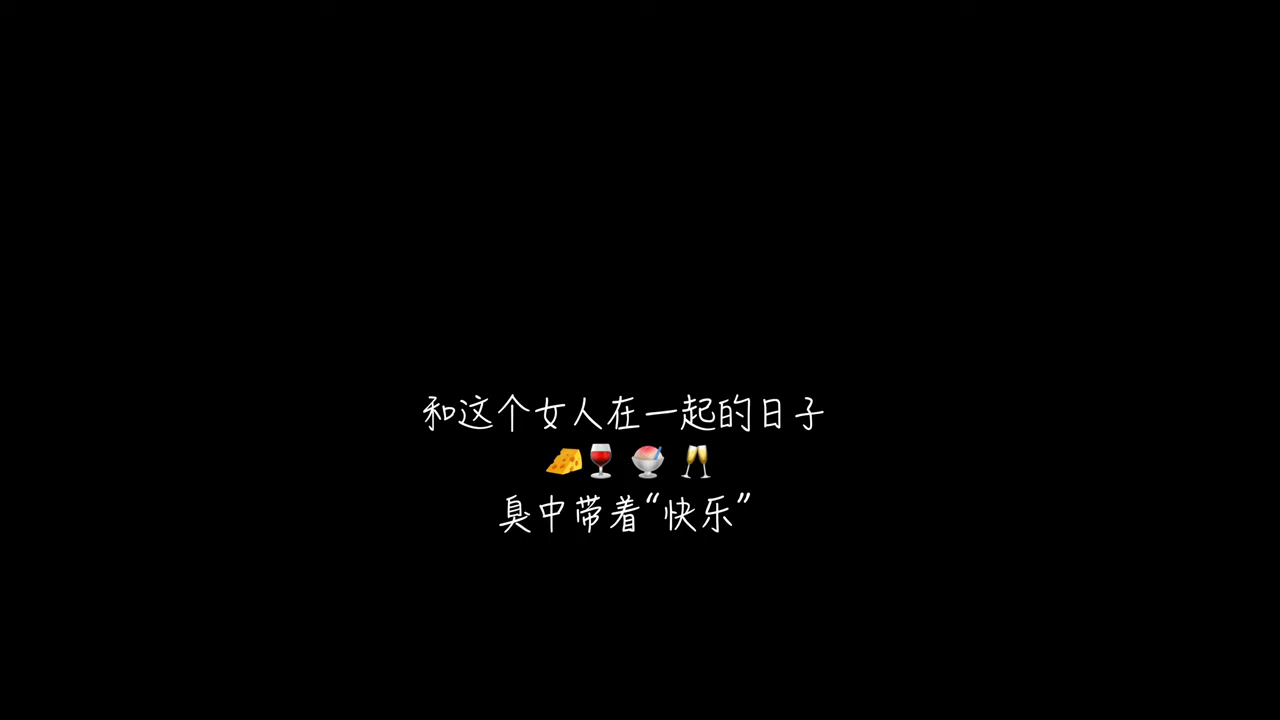 和这个女人在一起的日子
🧀🍷🍧🥂
臭中带着“快乐”